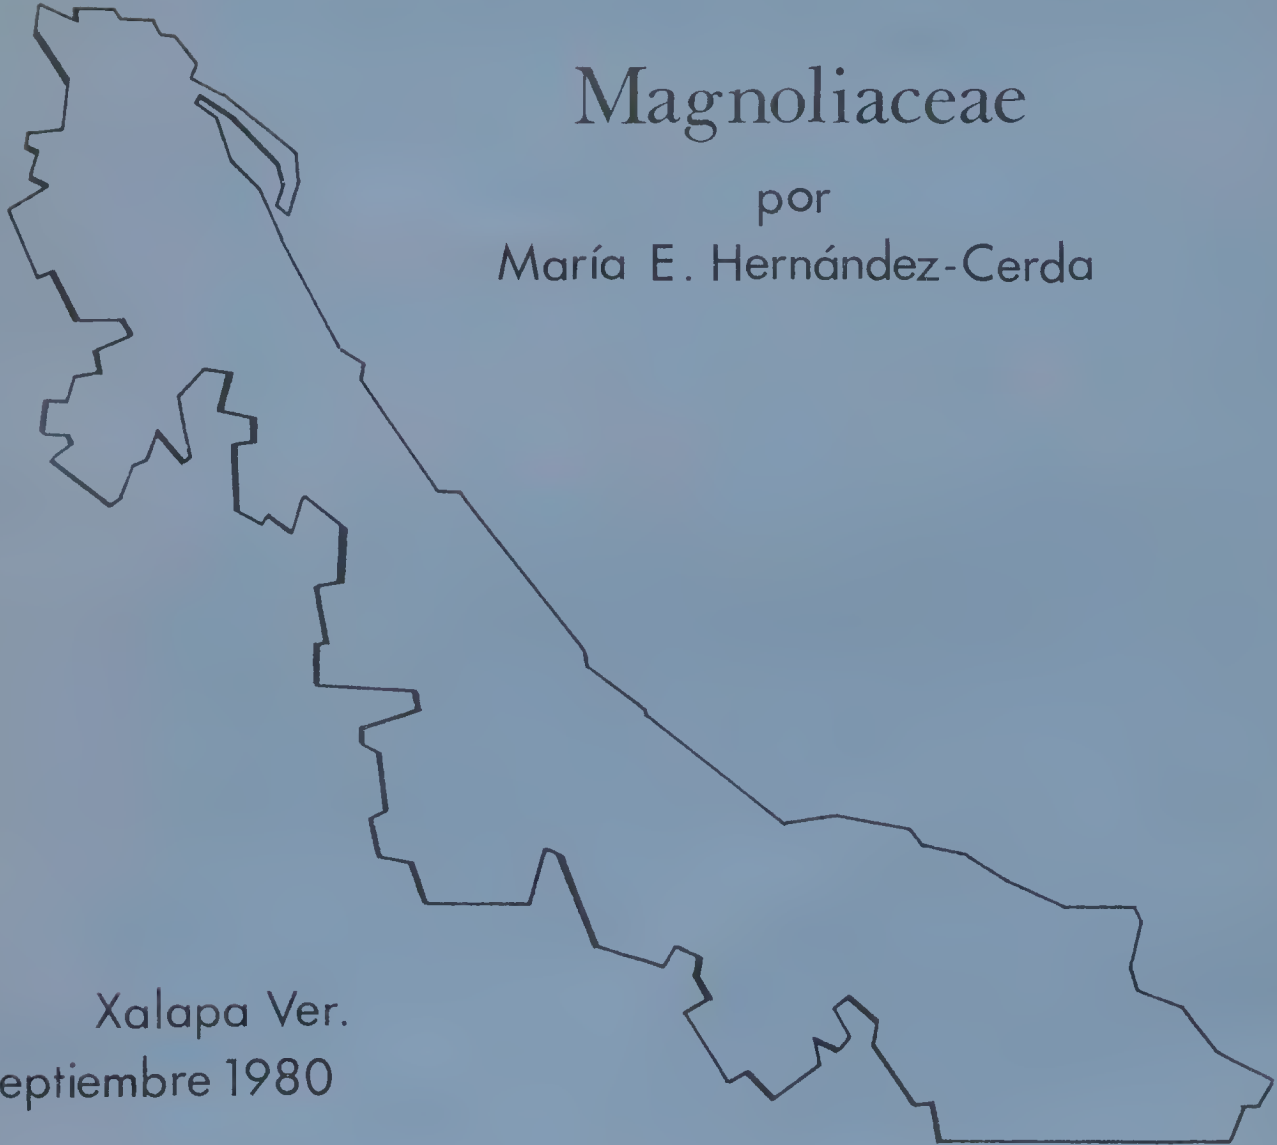 Magnoliaceae
por
María E. Hernández-Cerda
Xalapa Ver.
eptiembre 1980